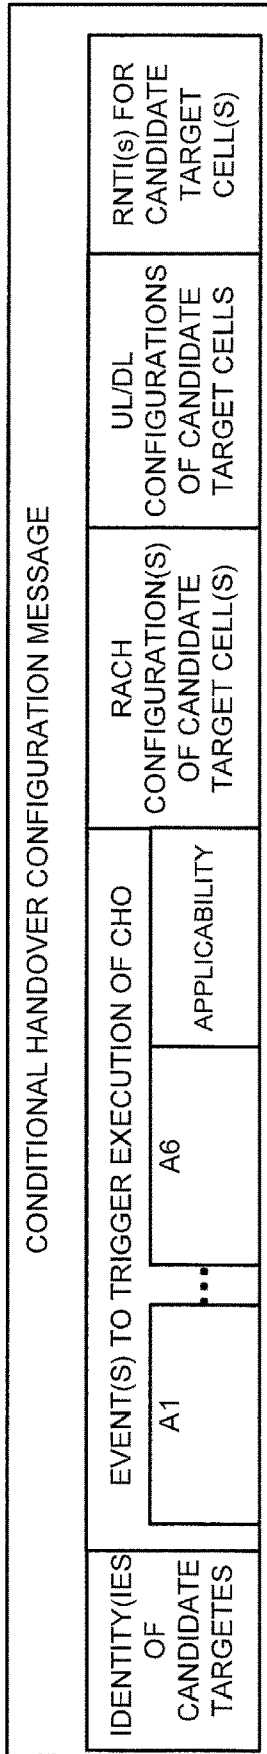 CONDITIONAL HANDOVER CONFIGURATION MESSAGE
IDENTITY(IES
OF
CANDIDATE
TARGETES
EVENT(S) TO TRIGGER EXECUTION OF CHO
A1
...
A6
APPLICABILITY
RACH
CONFIGURATION(S)
OF CANDIDATE
TARGET CELL(S)
UL/DL
CONFIGURATIONS
OF CANDIDATE
TARGET CELLS
RNTI(s) FOR
CANDIDATE
TARGET
CELL(S)